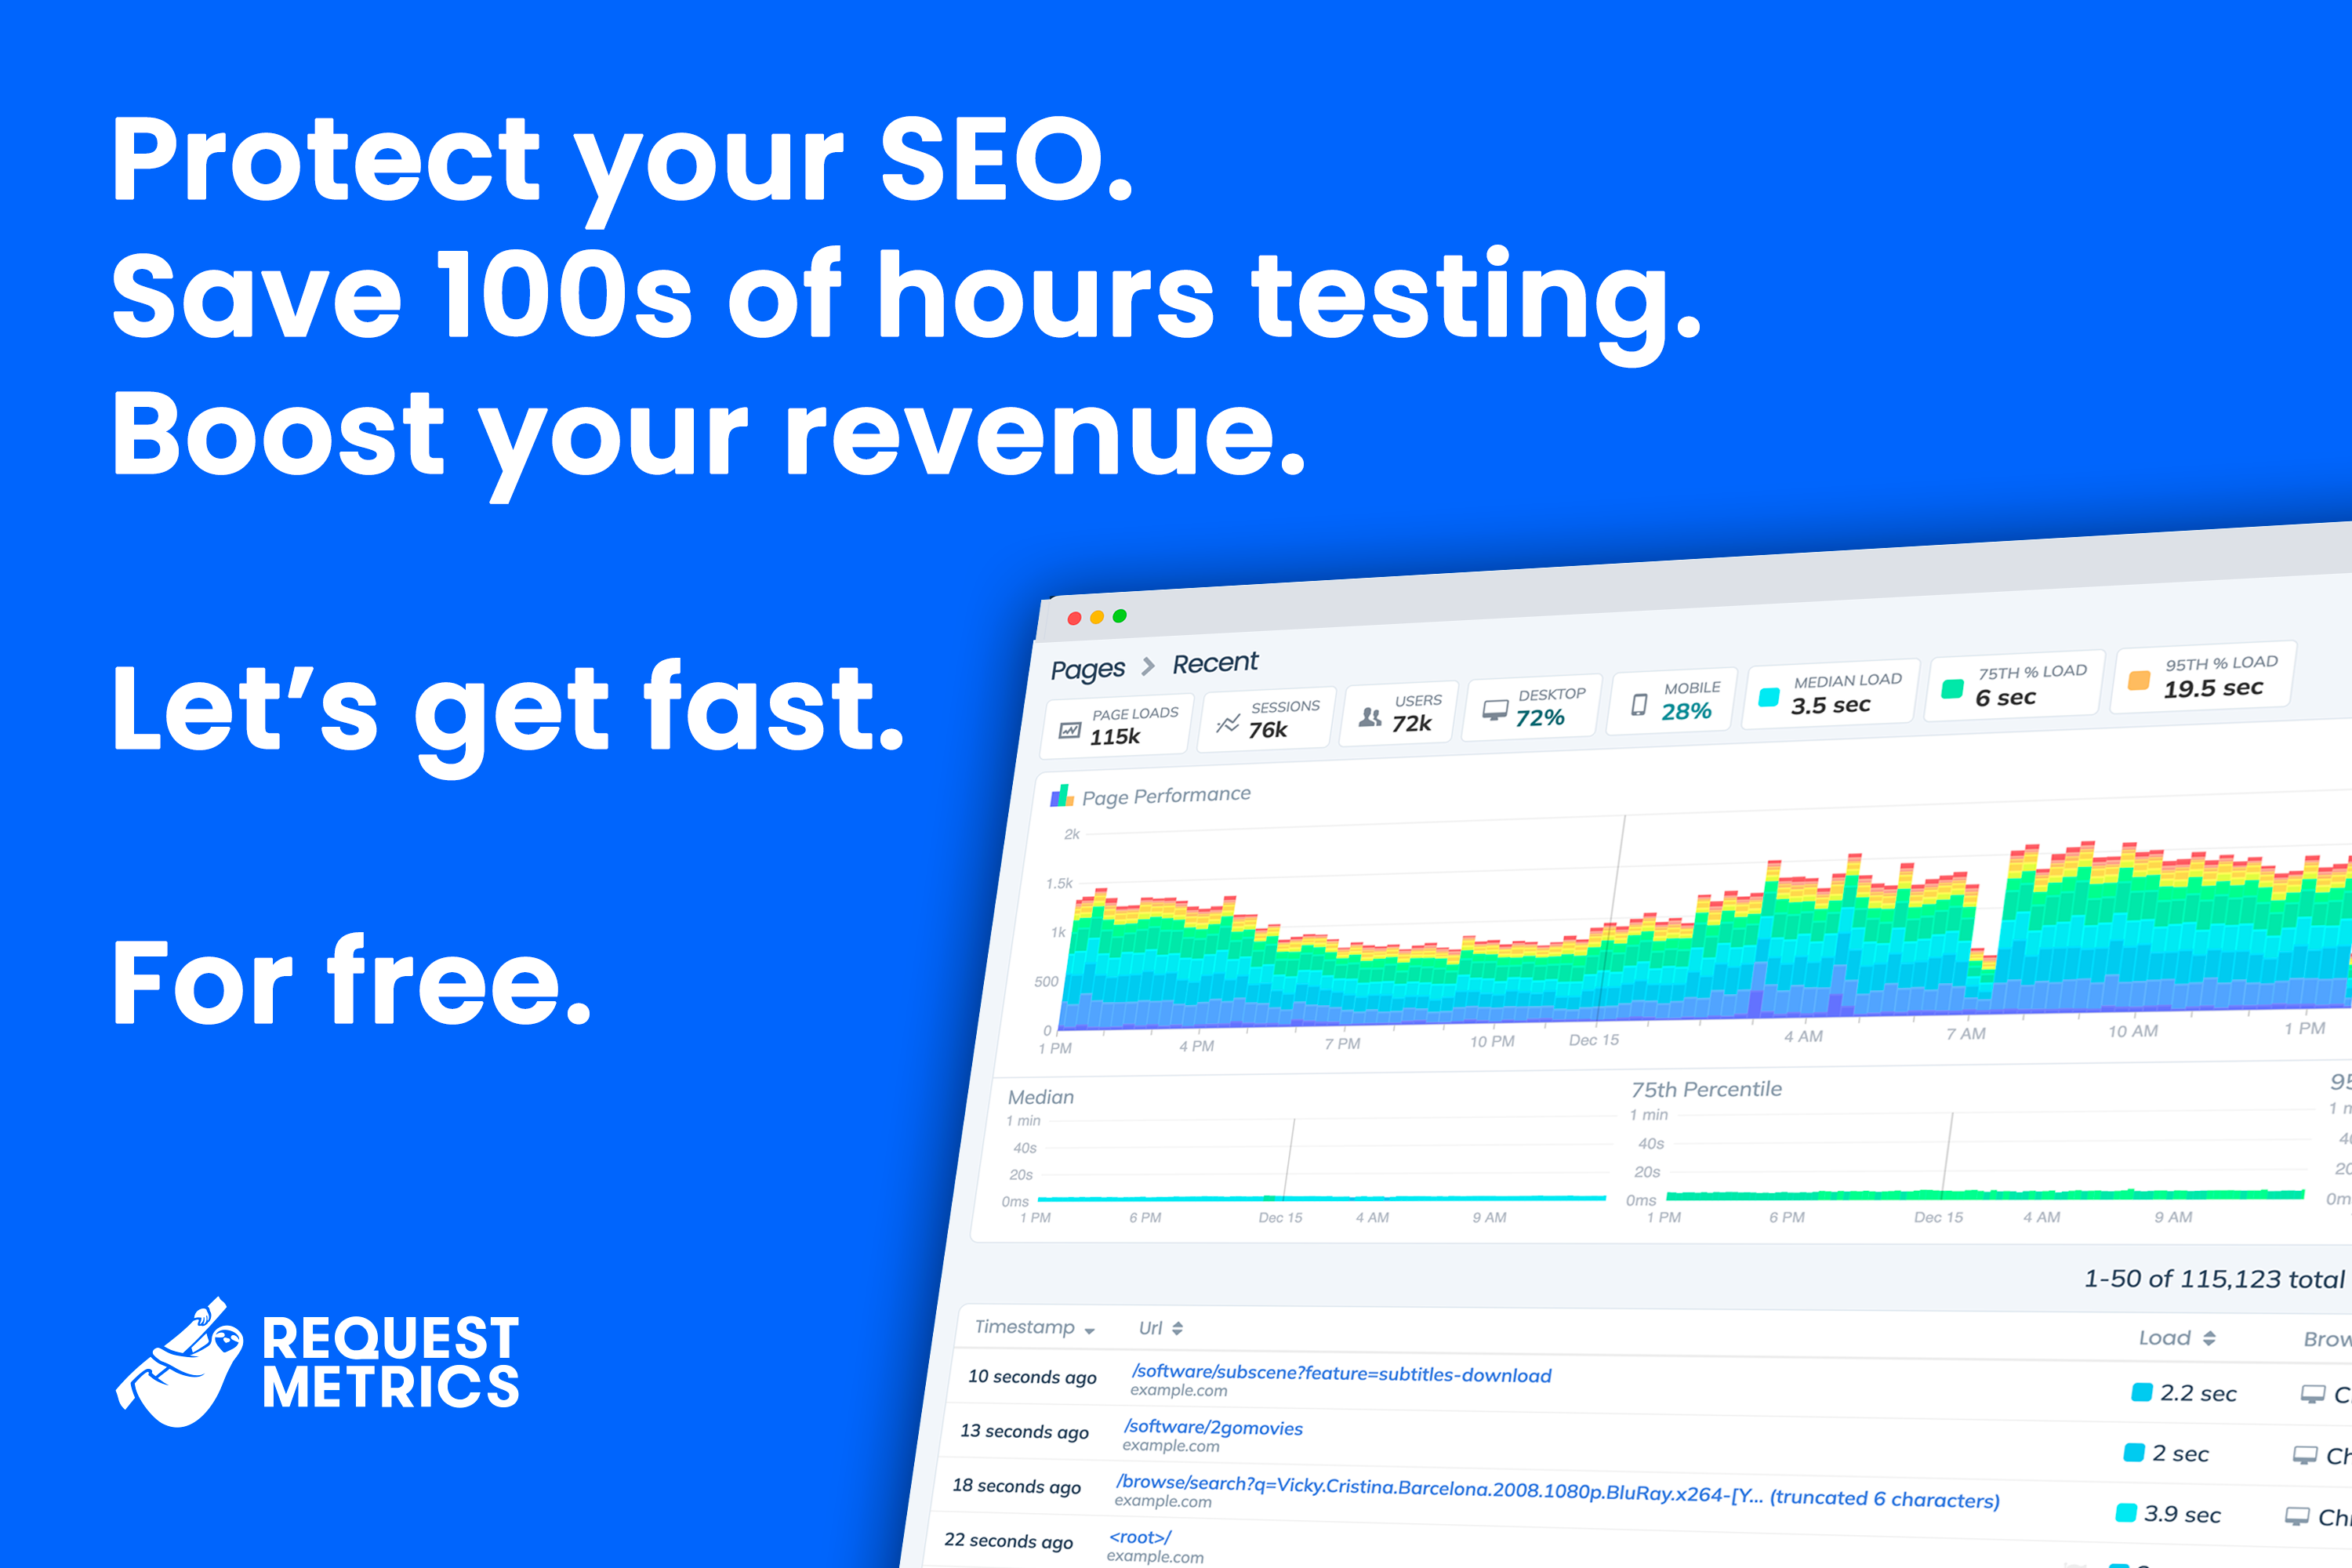 Protect your SEO.
Save 100s of hours testing.
Boost your revenue.
Let's get fast.
For free.
REQUEST
METRICS
Pages > Recent
PAGE LOADS
115k
SESSIONS
76k
USERS
72k
DESKTOP
72%
MOBILE
28%
MEDIAN LOAD
3.5 sec
75TH % LOAD
6 sec
95TH % LOAD
19.5 sec
Page Performance
2k
1.5k
1k
500
0
1 PM 4 PM 7 PM 10 PM Dec 15 4 AM 7 AM 10 AM 1 PM
Median
1 min
40s
20s
0ms
1 PM 6 PM Dec 15 4 AM 9 AM
75th Percentile
1 min
40s
20s
0ms
1 PM 6 PM Dec 15 4 AM 9 AM
1-50 of 115,123 total
Timestamp Url Load
10 seconds ago /software/subscene?feature=subtitles-download 2.2 sec
example.com
13 seconds ago /software/2gomovies 2 sec
example.com
18 seconds ago /browse/search?q=Vicky.Cristina.Barcelona.2008.1080p.BluRay.x264-[Y... (truncated 6 characters) 3.9 sec
example.com
22 seconds ago <root>/
example.com